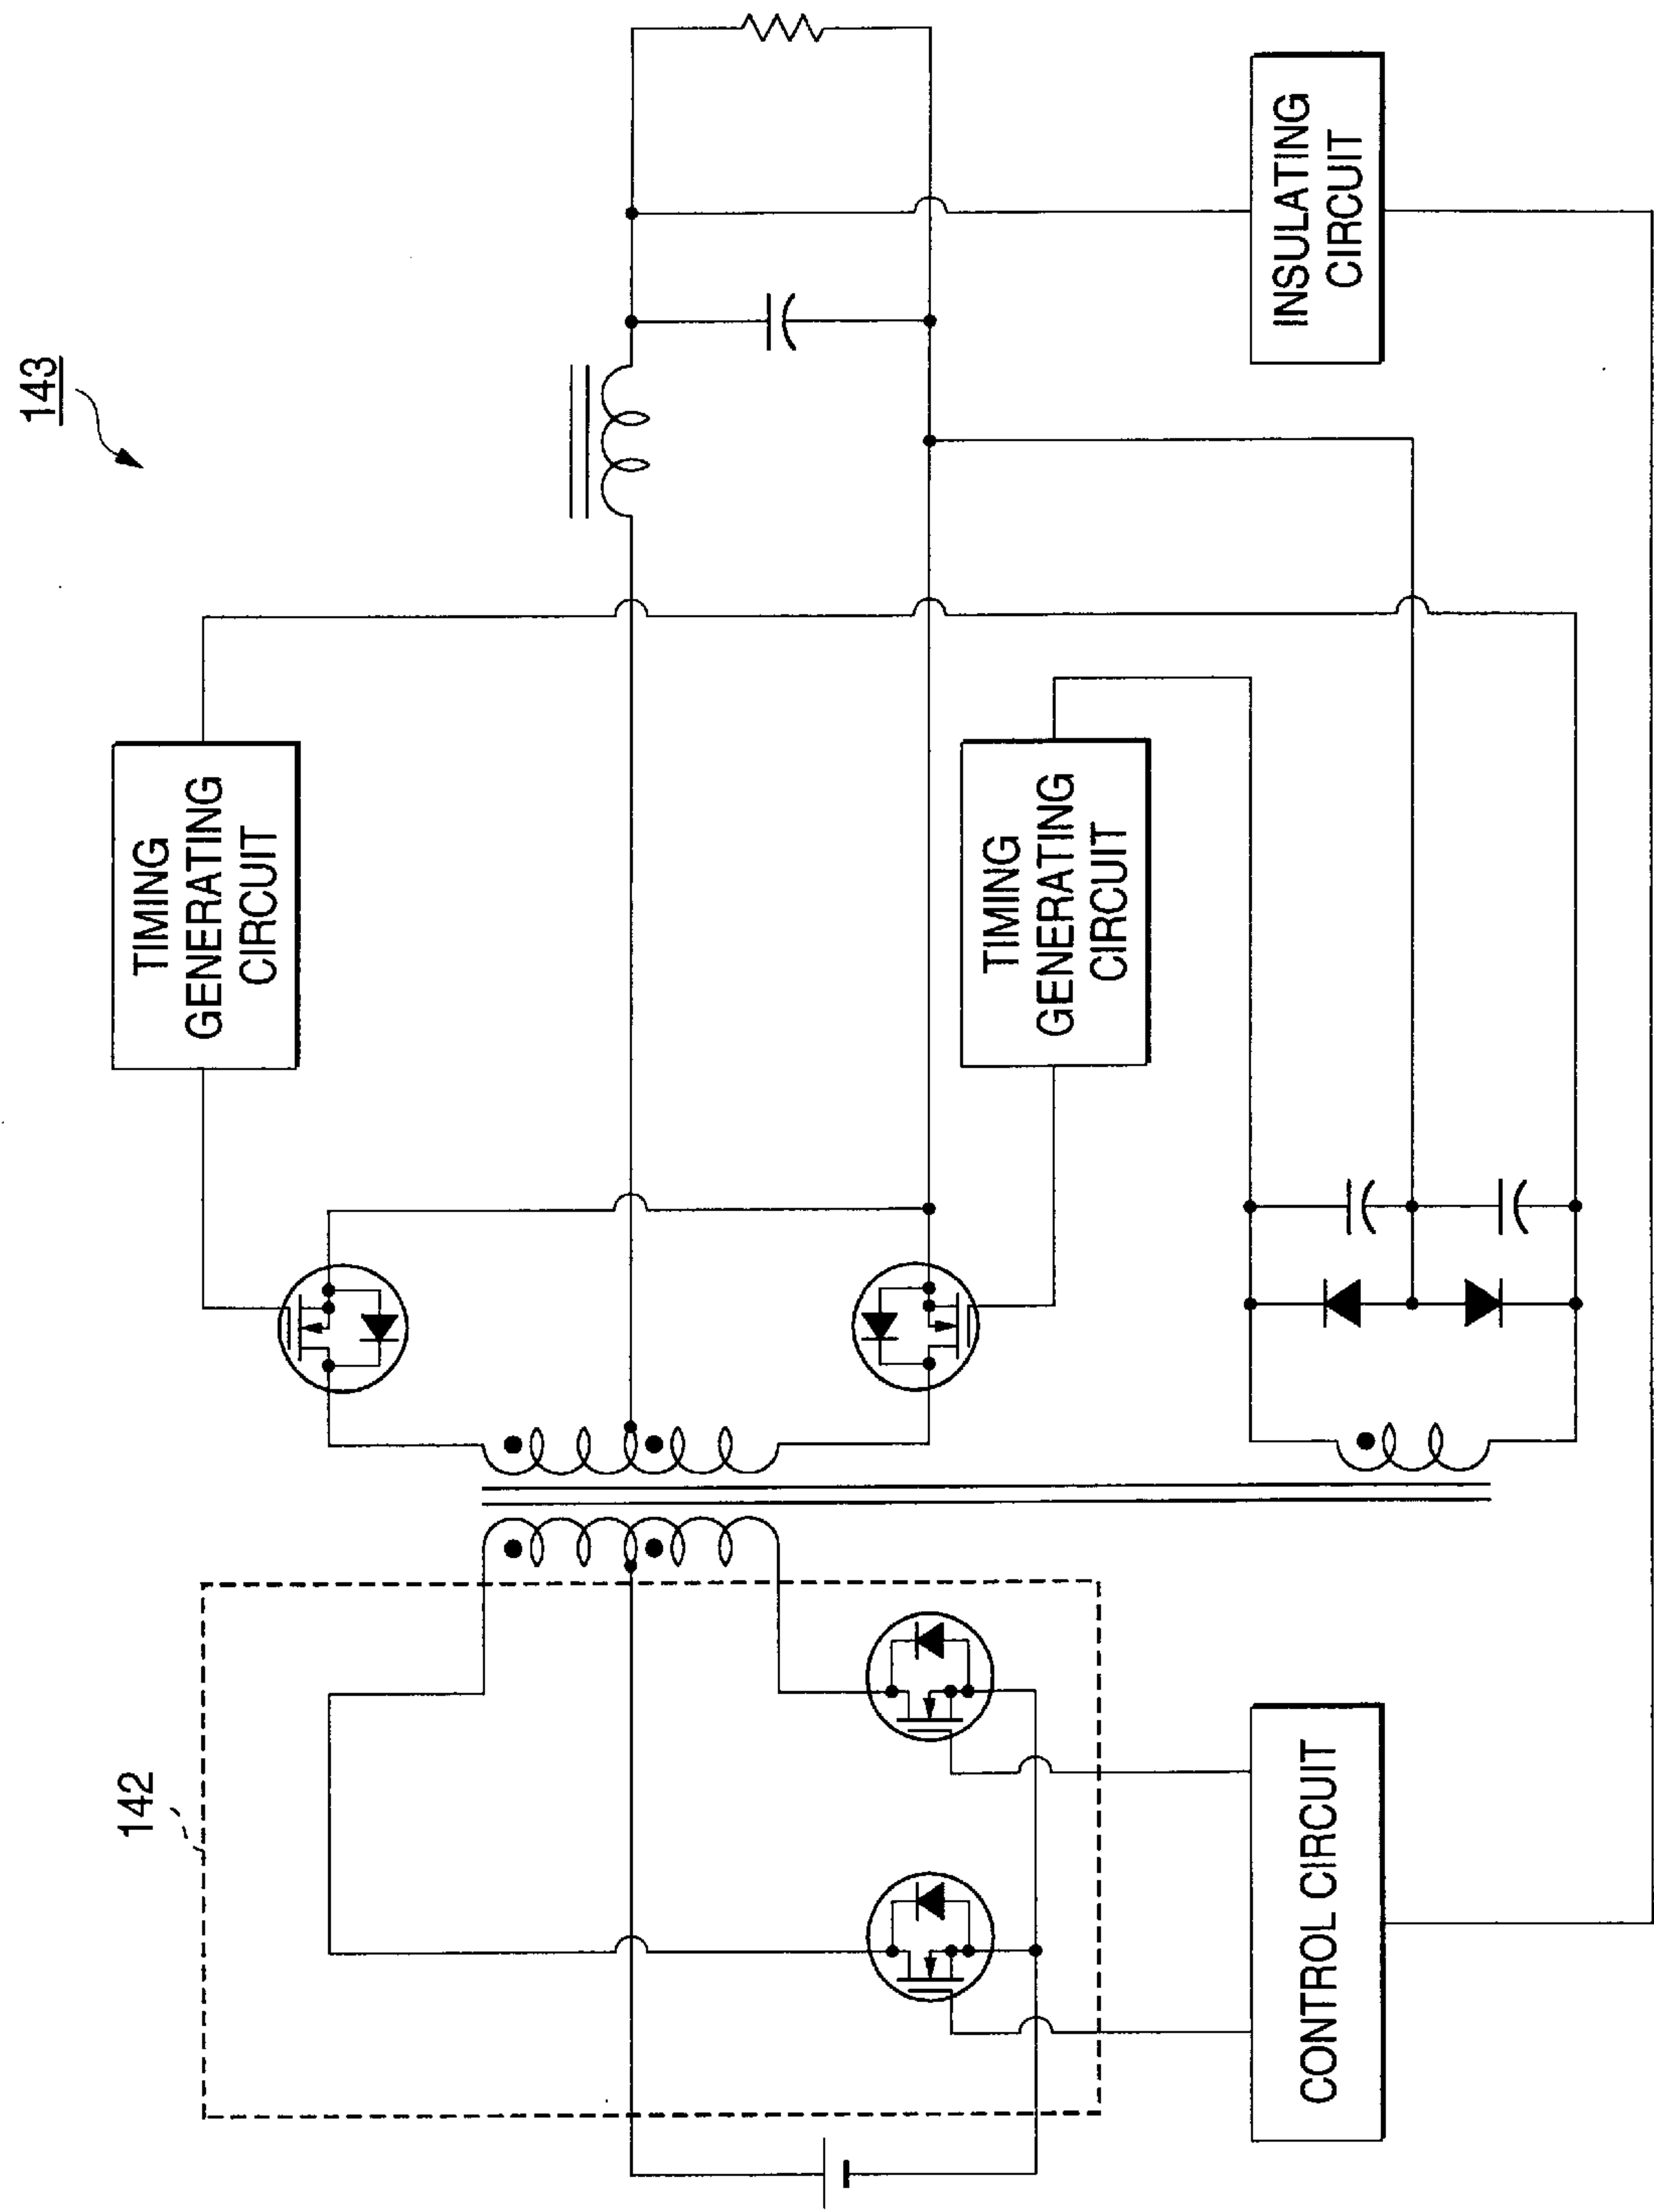 143
TIMING
GENERATING
CIRCUIT
TIMING
GENERATING
CIRCUIT
INSULATING
CIRCUIT
142
CONTROL CIRCUIT